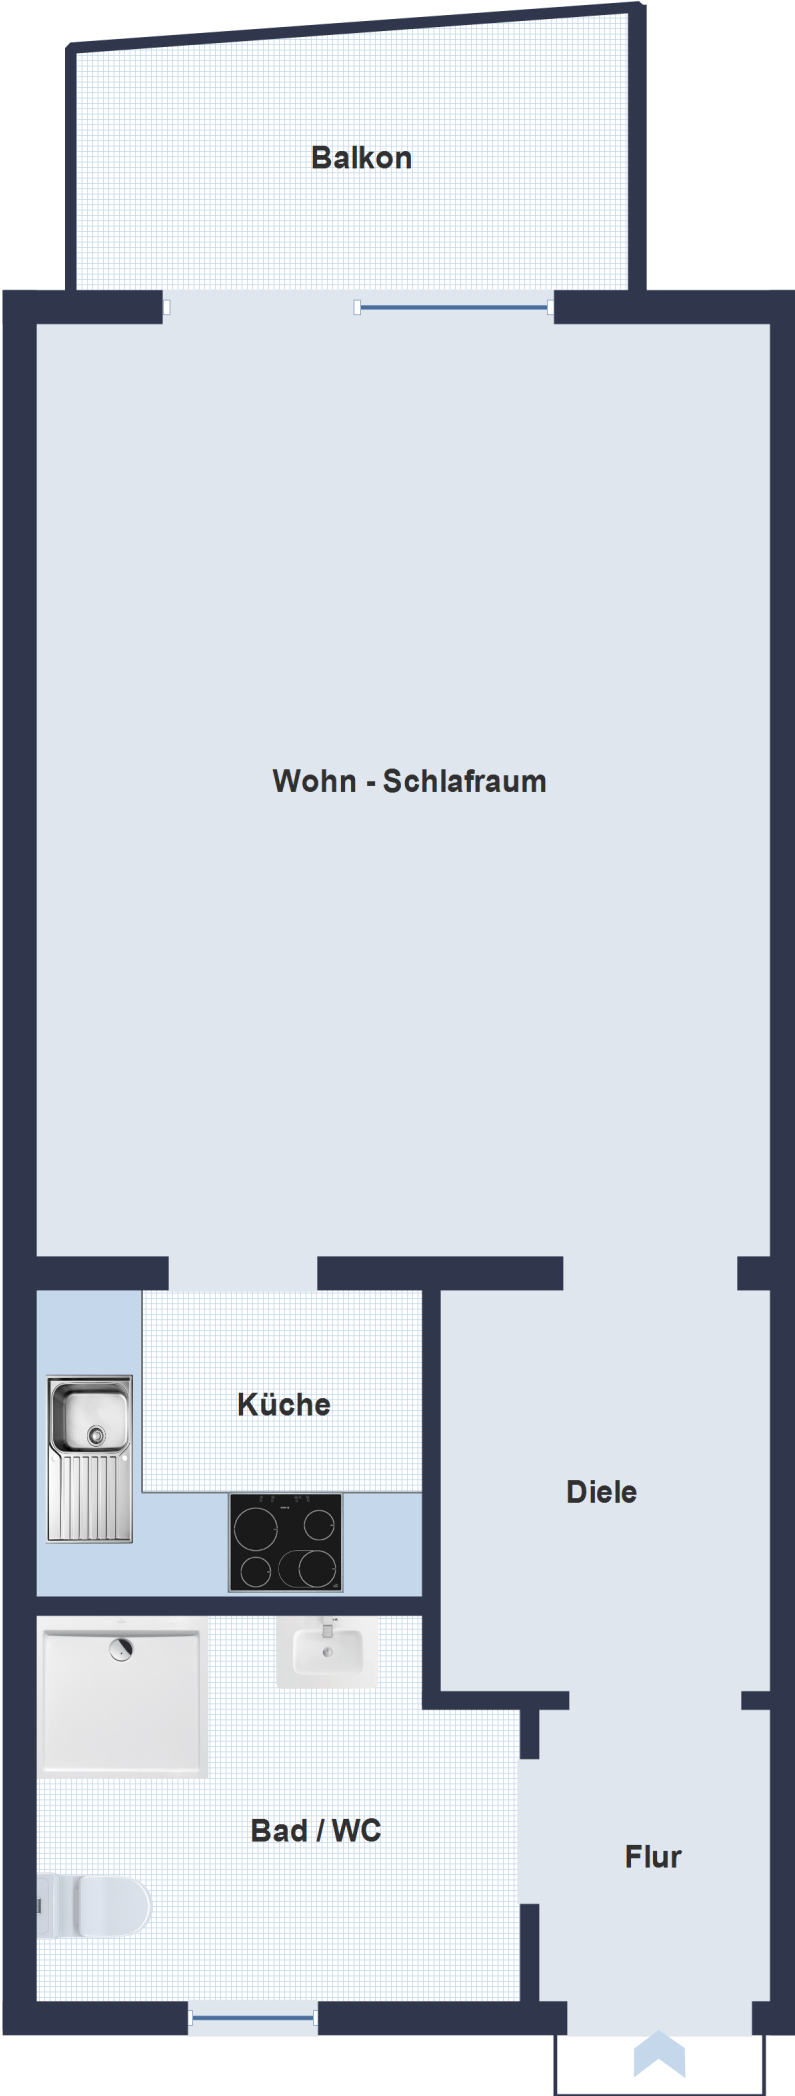 Balkon
Wohn - Schlafraum
Küche
Diele
Bad / WC
Flur